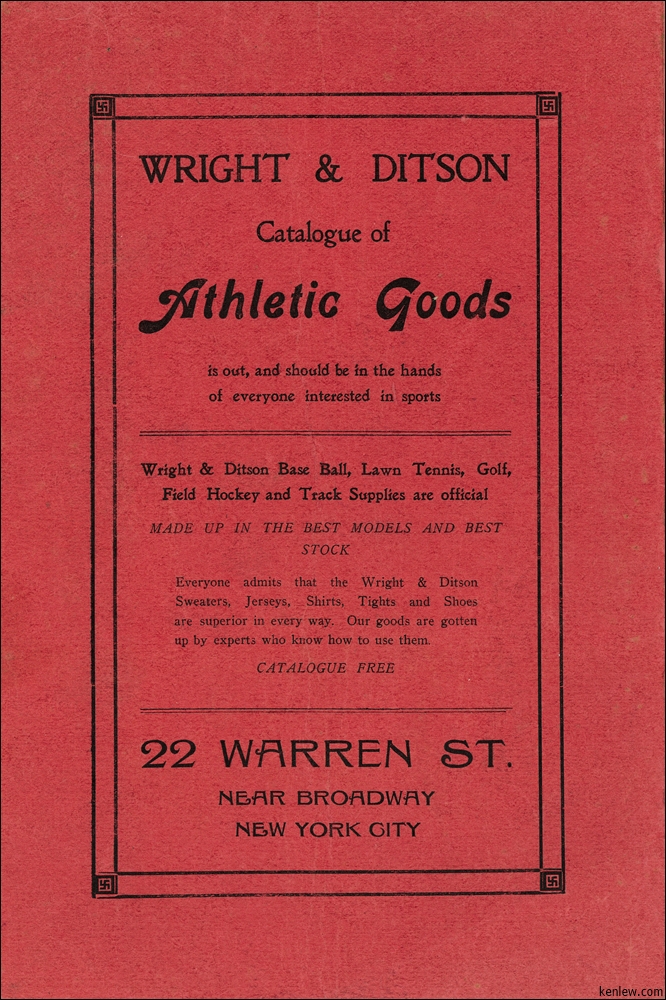 WRIGHT & DITSON
Catalogue of
Athletic Goods
is out, and should be in the hands
of everyone interested in sports
Wright & Ditson Base Ball, Lawn Tennis, Golf,
Field Hockey and Track Supplies are official
MADE UP IN THE BEST MODELS AND BEST
STOCK
Everyone admits that the Wright & Ditson
Sweaters, Jerseys, Shirts, Tights and Shoes
are superior in every way. Our goods are gotten
up by experts who know how to use them.
CATALOGUE FREE
22 WARREN ST.
NEAR BROADWAY
NEW YORK CITY
kenlew.com